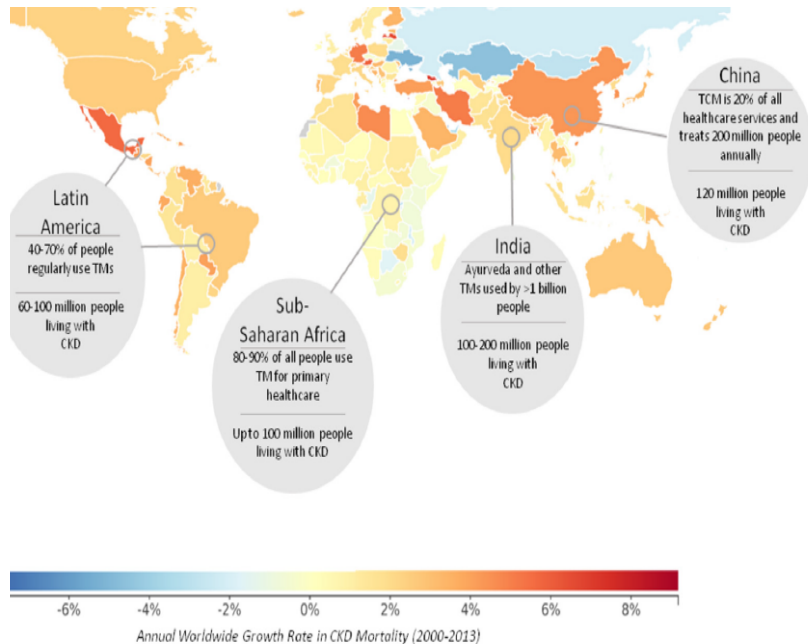 China
TCM is 20% of all
healthcare services and
treats 200 million people
annually
120 million people
living with
CKD
Latin
America
40-70% of people
regularly use TMs
60-100 million people
living with
CKD
India
Ayurveda and other
TMs used by >1 billion
people
100-200 million people
living with
CKD
Sub-
Saharan Africa
80-90% of all people use
TM for primary
healthcare
Up to 100 million people
living with CKD
-6% -4% -2% 0% 2% 4% 6% 8%
Annual Worldwide Growth Rate in CKD Mortality (2000-2013)